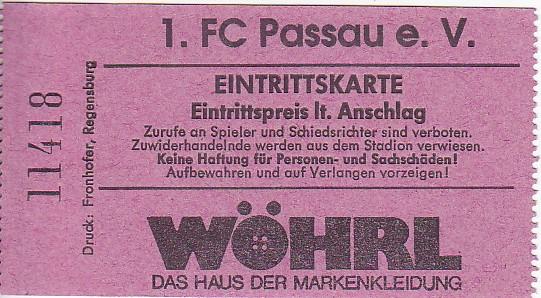 1. FC Passau e. V.
EINTRITTSKARTE
Eintrittspreis lt. Anschlag
Zurufe an Spieler und Schiedsrichter sind verboten.
Zuwiderhandelnde werden aus dem Stadion verwiesen.
Keine Haftung für Personen- und Sachschäden!
Aufbewahren und auf Verlangen vorzeigen!
WÖHRL
DAS HAUS DER MARKENKLEIDUNG
11418
Druck: Fronhofer, Regensburg